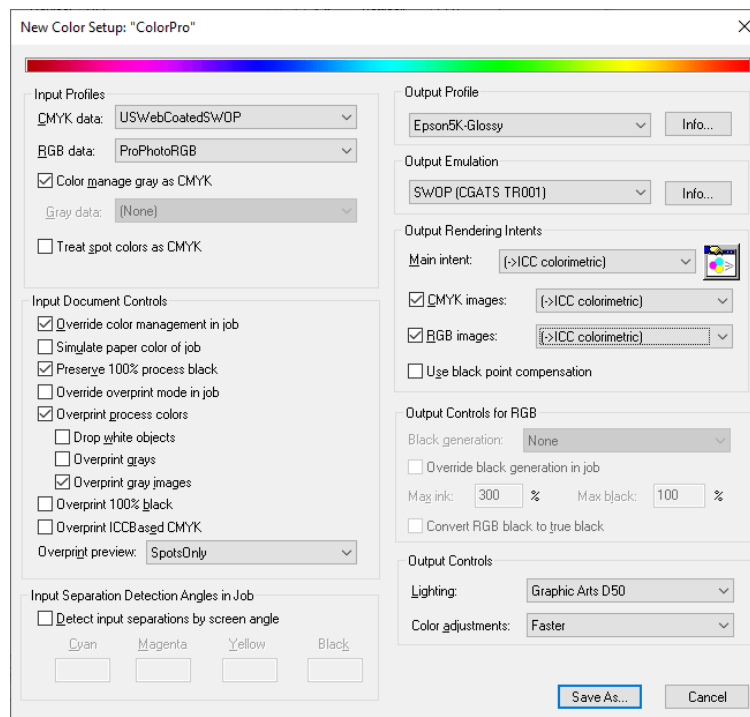 New Color Setup: "ColorPro"
Input Profiles
CMYK data: USWebCoatedSWOP
RGB data: ProPhotoRGB
Color manage gray as CMYK
Gray data: (None)
Treat spot colors as CMYK
Input Document Controls
Override color management in job
Simulate paper color of job
Preserve 100% process black
Override overprint mode in job
Overprint process colors
Drop white objects
Overprint grays
Overprint gray images
Overprint 100% black
Overprint ICCBased CMYK
Overprint preview: SpotsOnly
Input Separation Detection Angles in Job
Detect input separations by screen angle
Cyan Magenta Yellow Black
Output Profile
Epson5K-Glossy Info...
Output Emulation
SWOP (CGATS TR001) Info...
Output Rendering Intents
Main intent: (->ICC colorimetric)
CMYK images: (->ICC colorimetric)
RGB images: (->ICC colorimetric)
Use black point compensation
Output Controls for RGB
Black generation: None
Override black generation in job
Max ink: 300 % Max black: 100 %
Convert RGB black to true black
Output Controls
Lighting: Graphic Arts D50
Color adjustments: Faster
Save As... Cancel